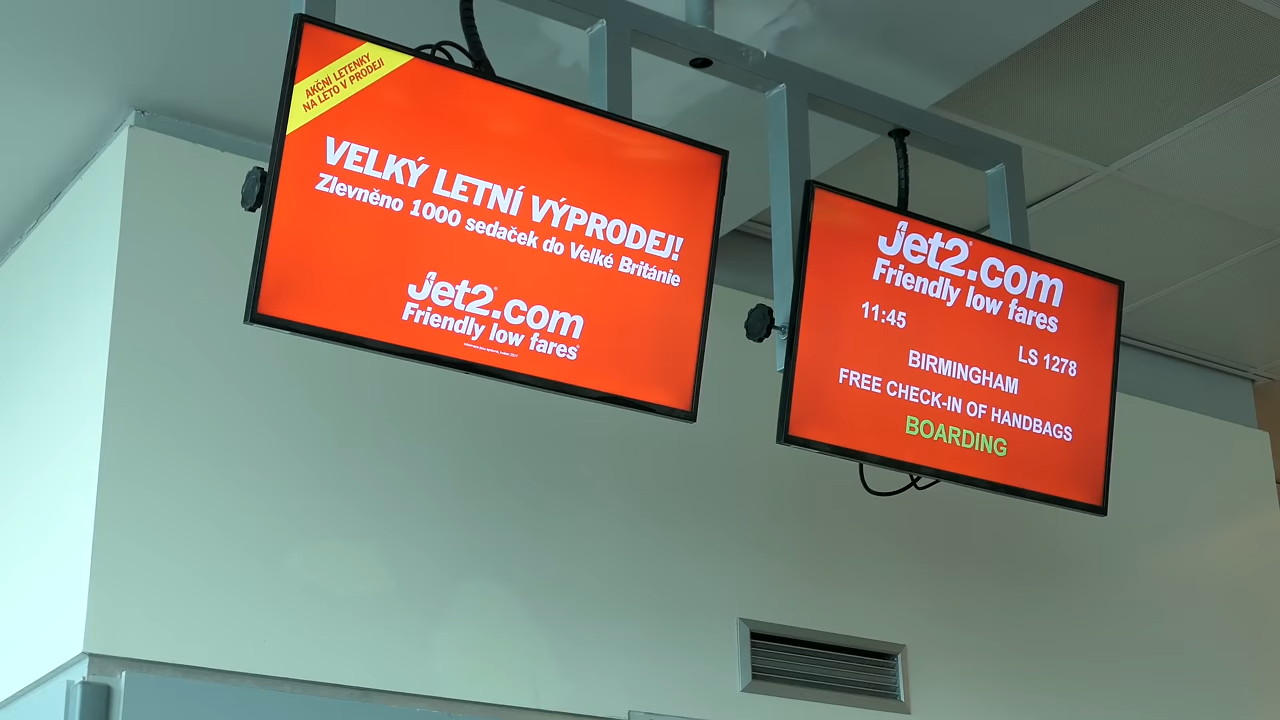 AKČNÍ LETENKY
NA LÉTO V PRODEJI
VELKÝ LETNÍ VÝPRODEJ!
Zlevněno 1000 sedaček do Velké Británie
Jet2.com
Friendly low fares
Jet2.com
Friendly low fares
11:45
LS 1278
BIRMINGHAM
FREE CHECK-IN OF HANDBAGS
BOARDING